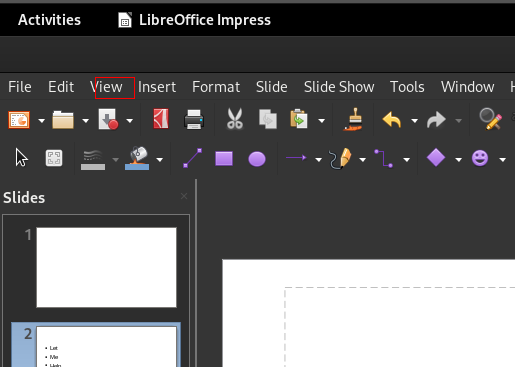 Activities LibreOffice Impress
File Edit View Insert Format Slide Slide Show Tools Window
Slides
1
2
• Let
• Me
• Help